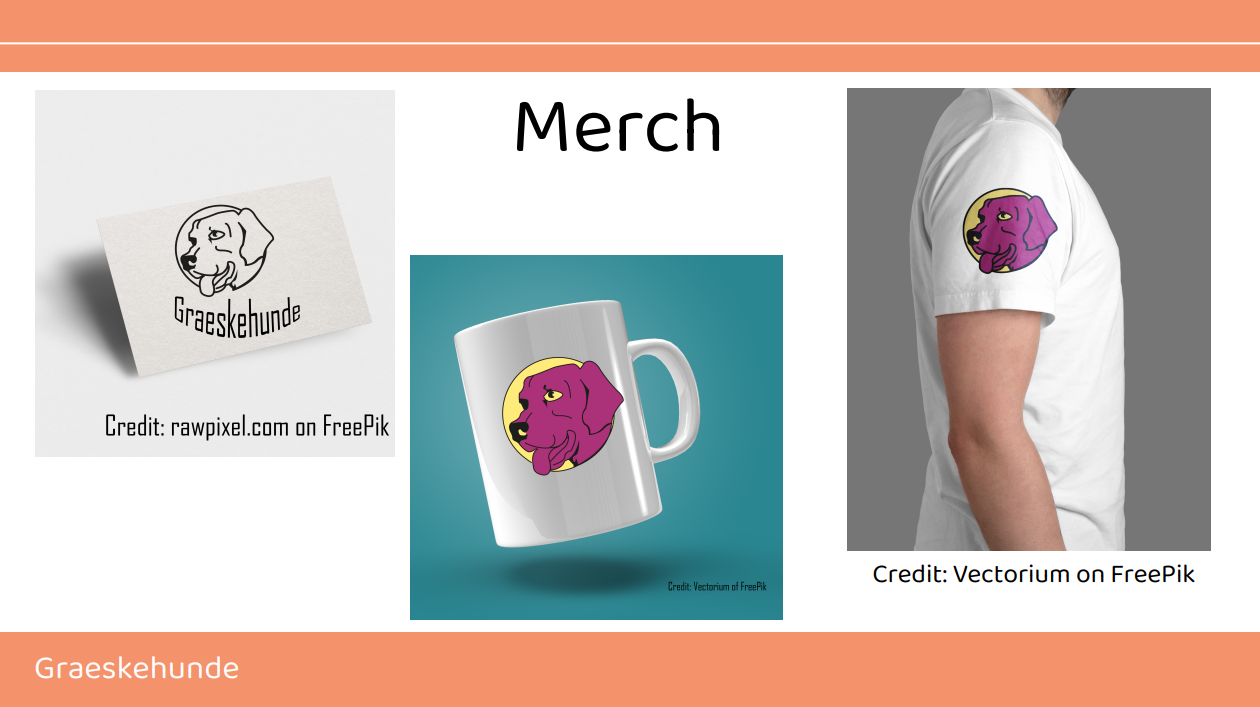 Merch
Graeskehunde
Credit: rawpixel.com on FreePik
Credit: Vectorium of FreePik
Credit: Vectorium on FreePik
Graeskehunde